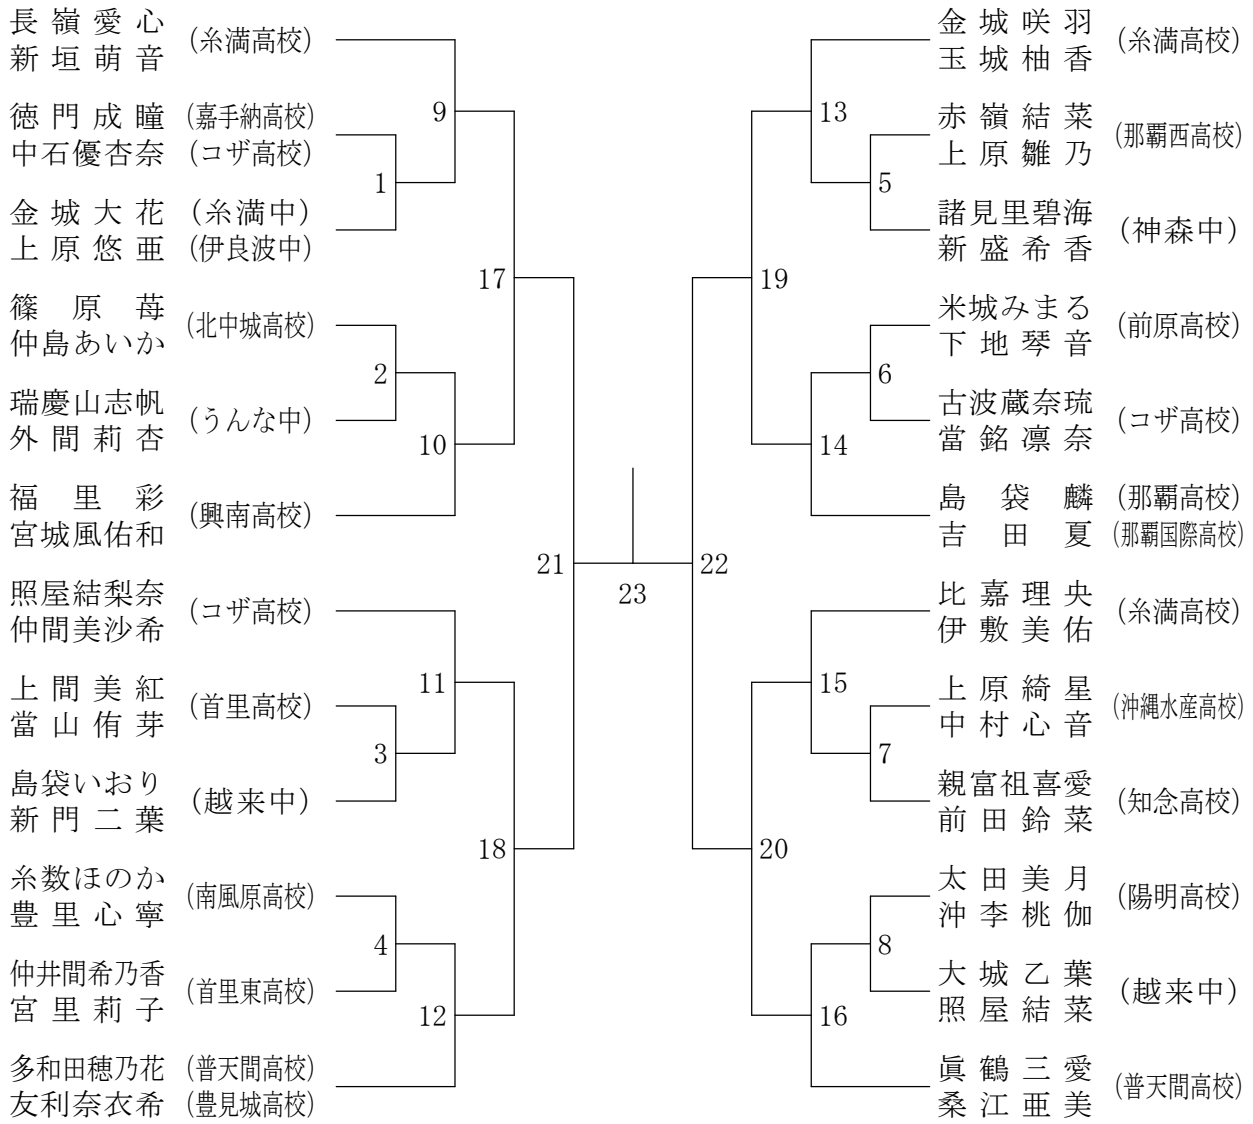 長嶺愛心 (糸満高校)
新垣萌音
9
徳門成瞳 (嘉手納高校)
中石優杏奈 (コザ高校)
1
金城大花 (糸満中)
上原悠亜 (伊良波中)
17
篠原苺 (北中城高校)
仲島あいか
2
瑞慶山志帆 (うんな中)
外間莉杏
10
福里彩 (興南高校)
宮城風佑和
21
照屋結梨奈 (コザ高校)
仲間美沙希
11
上間美紅 (首里高校)
當山侑芽
3
島袋いおり (越来中)
新門二葉
18
糸数ほのか (南風原高校)
豊里心寧
4
仲井間希乃香 (首里東高校)
宮里莉子
12
多和田穂乃花 (普天間高校)
友利奈衣希 (豊見城高校)
23
金城咲羽 (糸満高校)
玉城柚香
13
赤嶺結菜 (那覇西高校)
上原雛乃
5
諸見里碧海 (神森中)
新盛希香
19
米城みまる (前原高校)
下地琴音
6
古波蔵奈琉 (コザ高校)
當銘凛奈
14
島袋麟 (那覇高校)
吉田夏 (那覇国際高校)
22
比嘉理央 (糸満高校)
伊敷美佑
15
上原綺星 (沖縄水産高校)
中村心音
7
親富祖喜愛 (知念高校)
前田鈴菜
20
太田美月 (陽明高校)
沖李桃伽
8
大城乙葉 (越来中)
照屋結菜
16
眞鶴三愛 (普天間高校)
桑江亜美